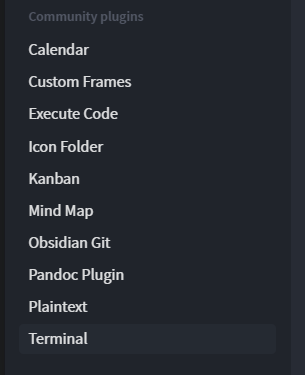 Community plugins
Calendar
Custom Frames
Execute Code
Icon Folder
Kanban
Mind Map
Obsidian Git
Pandoc Plugin
Plaintext
Terminal